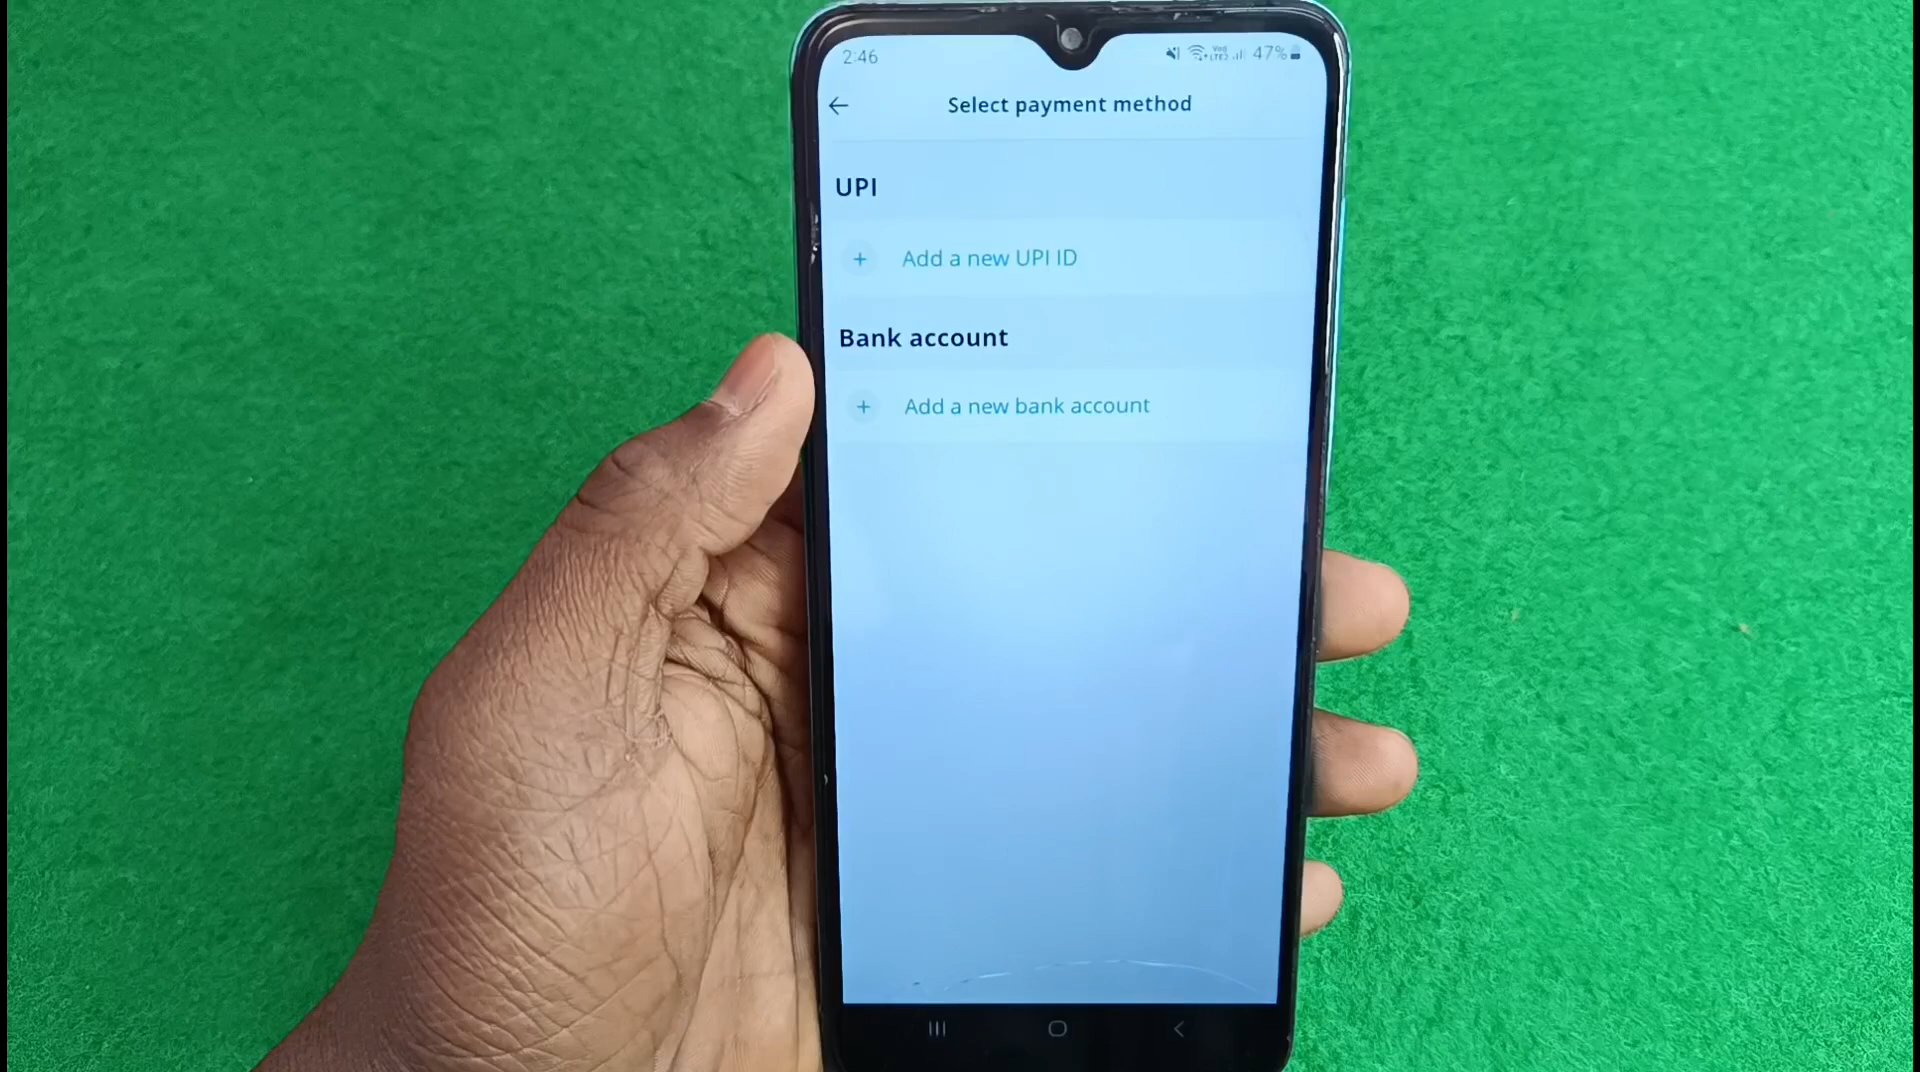 2:46
47%
Select payment method
UPI
+ Add a new UPI ID
Bank account
+ Add a new bank account